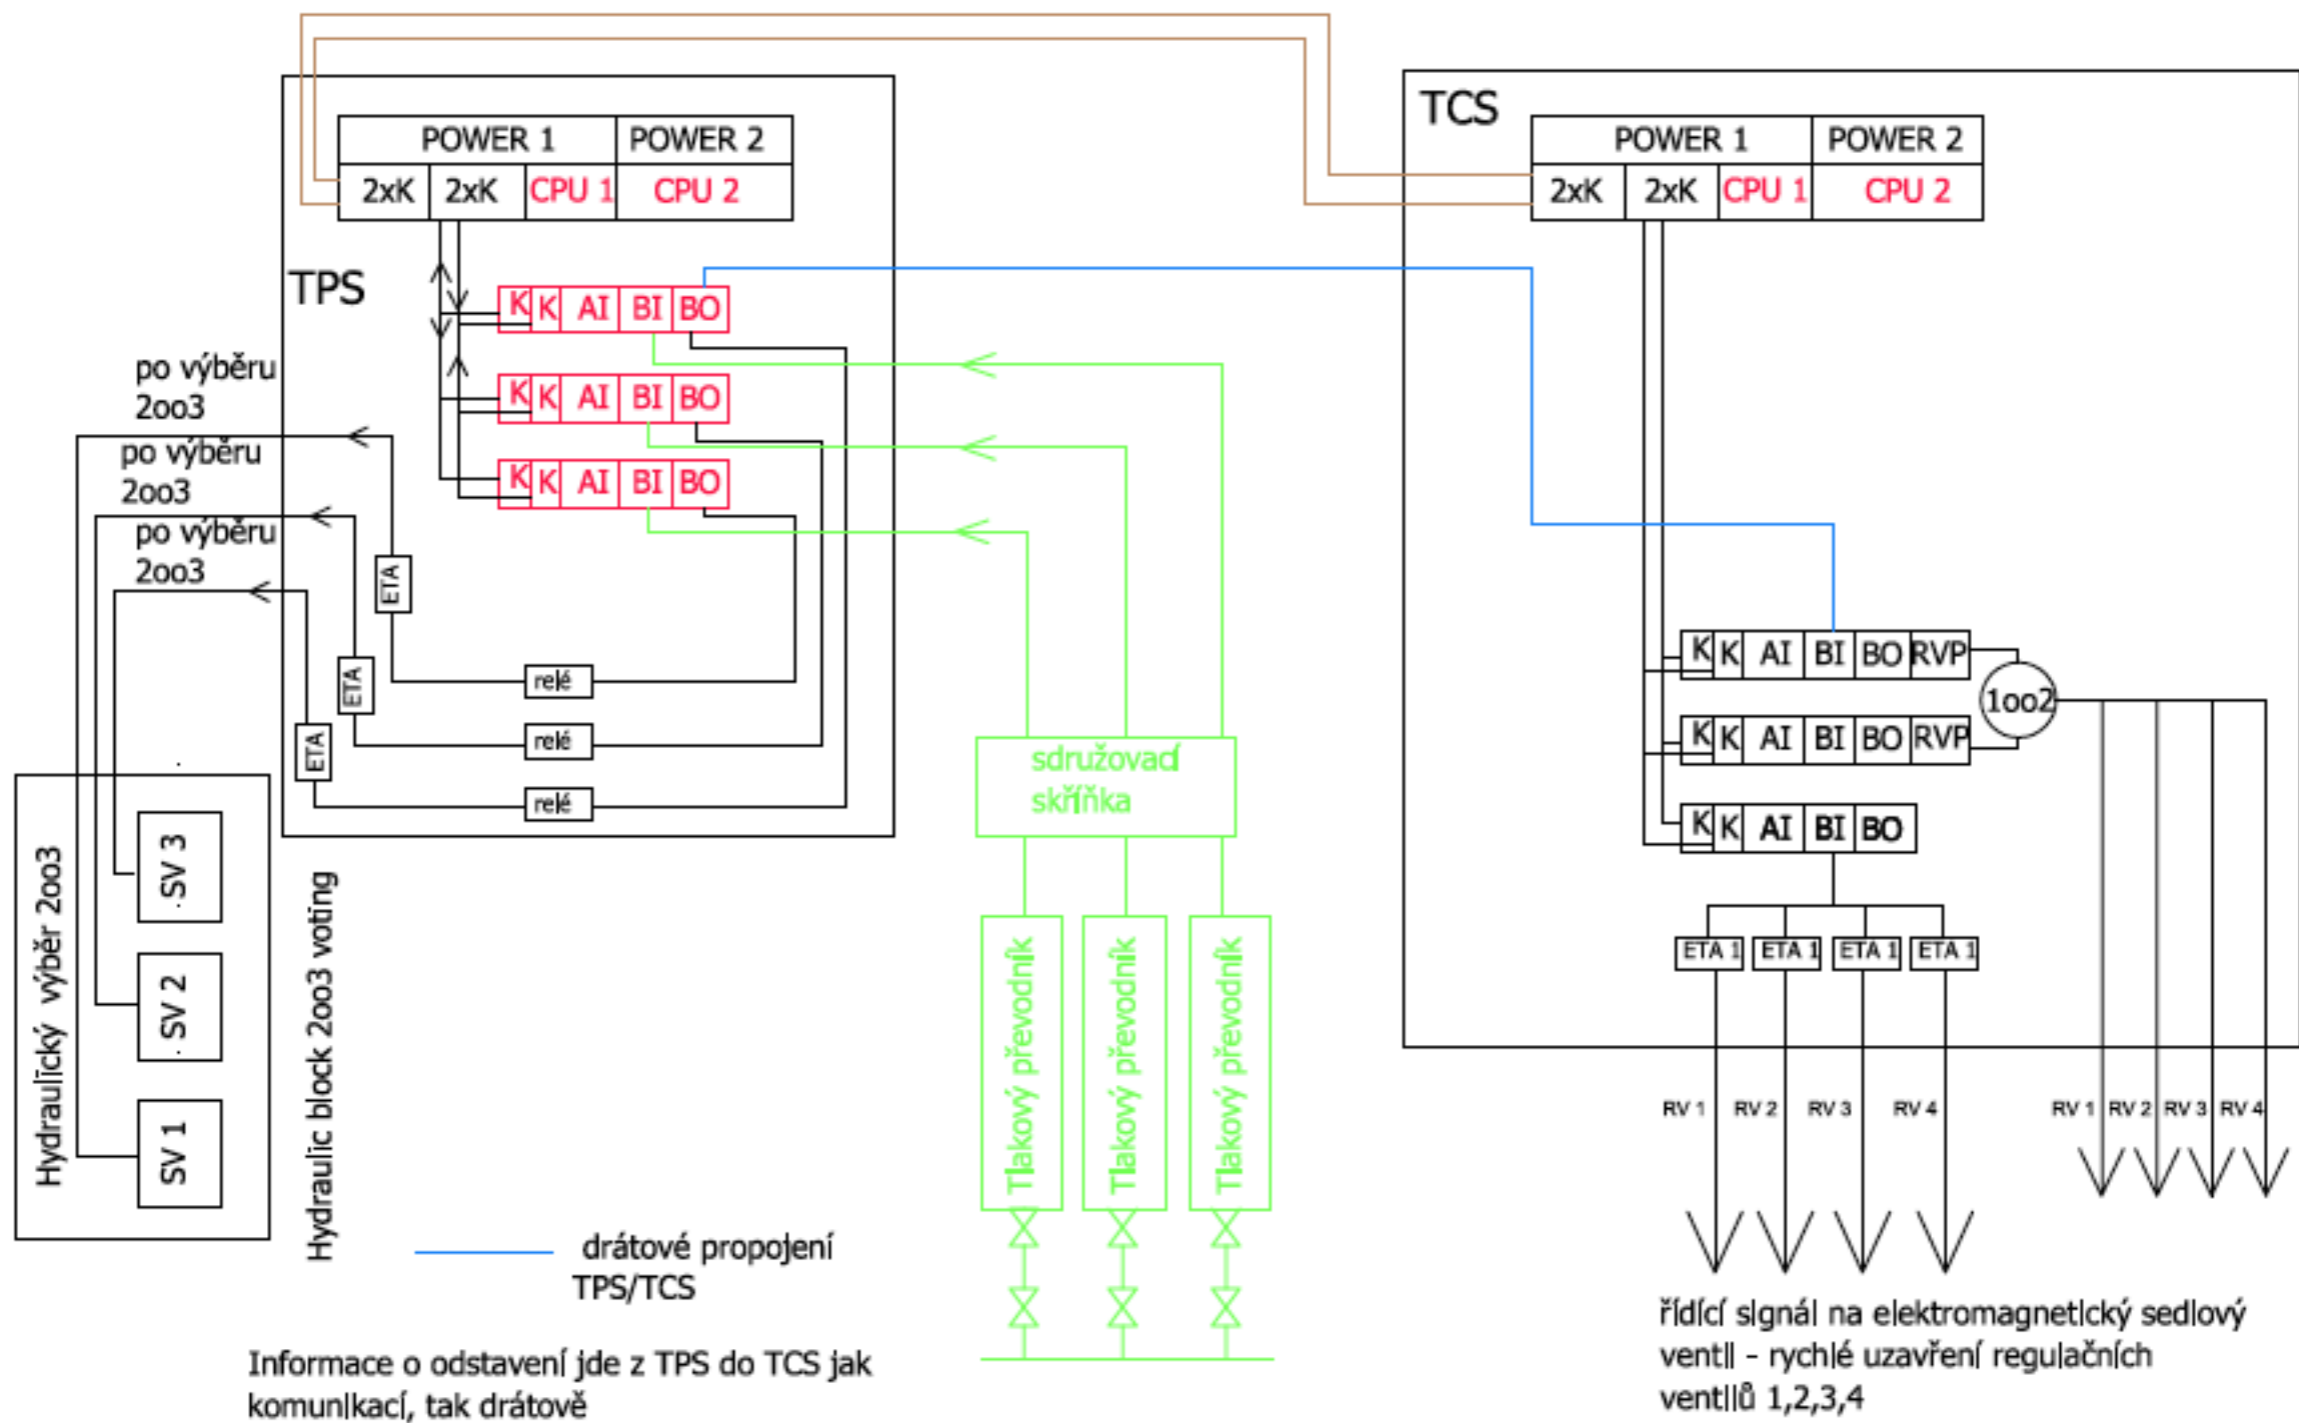 TPS
POWER 1 POWER 2
2xK 2xK CPU 1 CPU 2
K K AI BI BO
K K AI BI BO
K K AI BI BO
po výběru
2oo3
po výběru
2oo3
po výběru
2oo3
ETA
ETA
ETA
relé
relé
relé
Hydraulický výběr 2oo3
SV 3
SV 2
SV 1
Hydraulic block 2oo3 voting
sdružovací
skříňka
Tlakový převodník
Tlakový převodník
Tlakový převodník
drátové propojení
TPS/TCS
Informace o odstavení jde z TPS do TCS jak
komunikací, tak drátově
TCS
POWER 1 POWER 2
2xK 2xK CPU 1 CPU 2
K K AI BI BO RVP
1oo2
K K AI BI BO RVP
K K AI BI BO
ETA 1 ETA 1 ETA 1 ETA 1
RV 1 RV 2 RV 3 RV 4
RV 1 RV 2 RV 3 RV 4
řídící signál na elektromagnetický sedlový
ventil - rychlé uzavření regulačních
ventilů 1,2,3,4